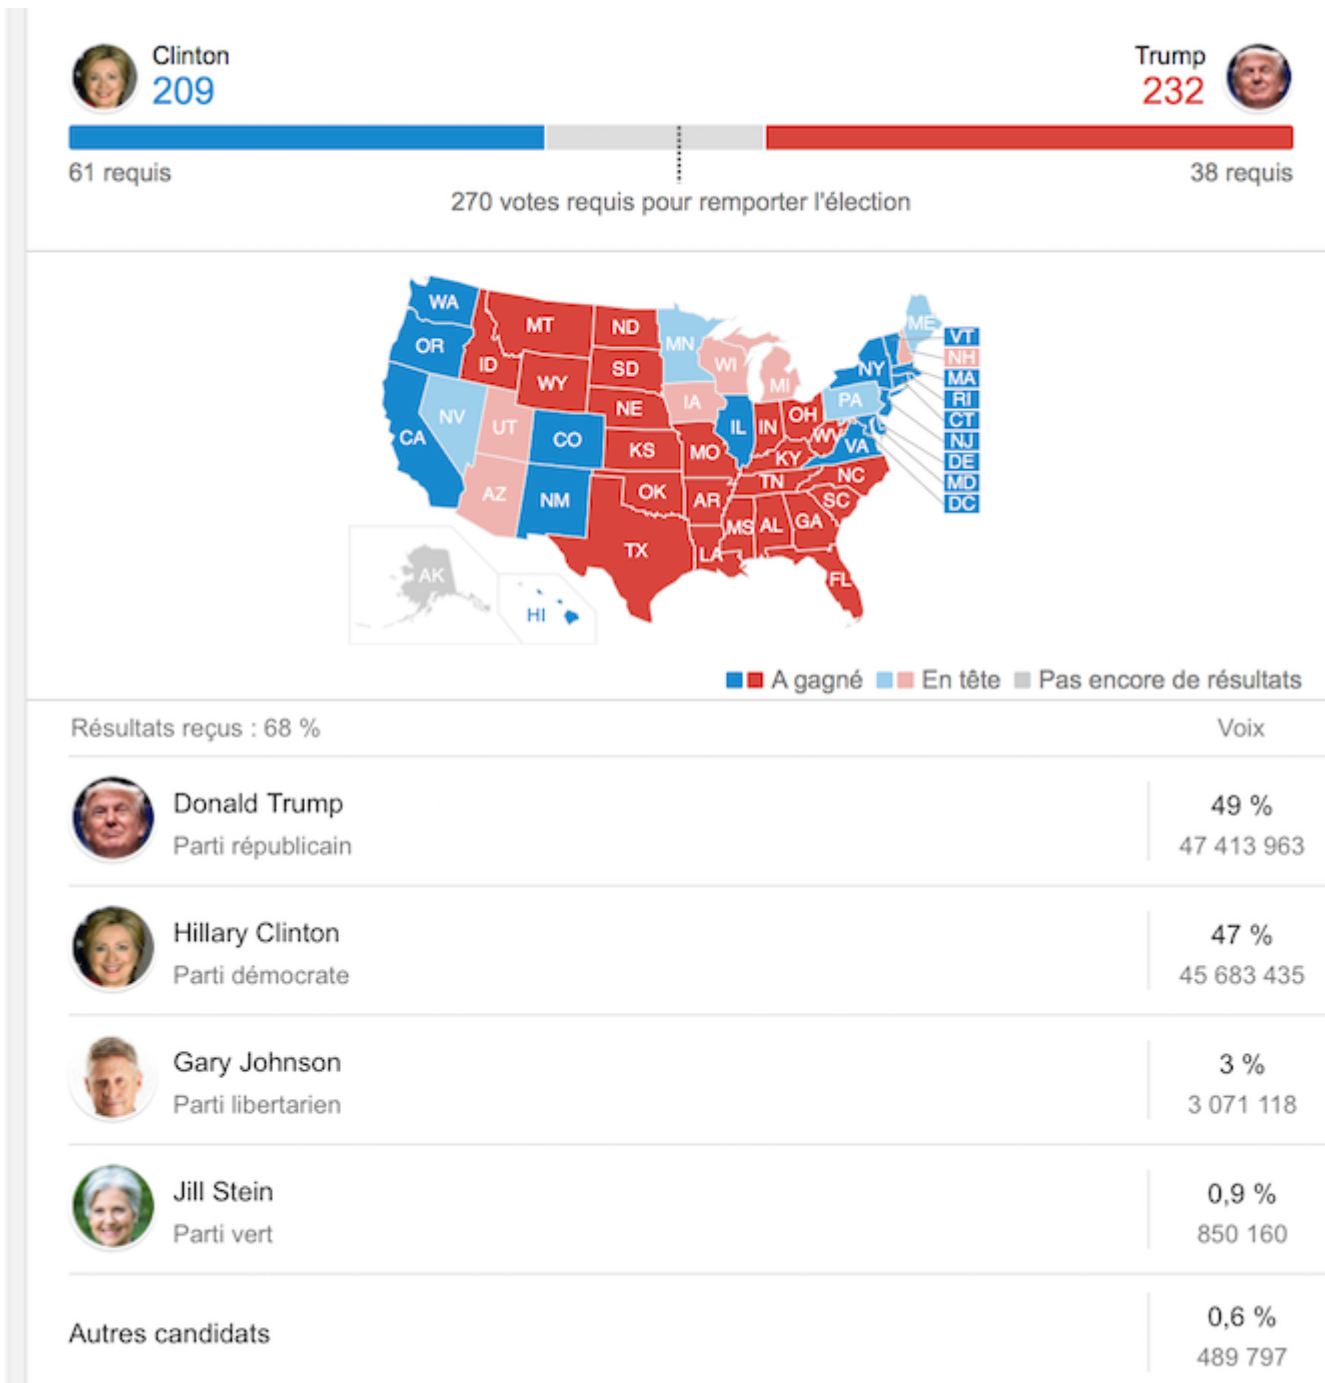 Clinton
209
Trump
232
61 requis
38 requis
270 votes requis pour remporter l'élection
WA
MT
ND
MN
ME
VT
OR
ID
SD
WI
NH
WY
MI
NY
MA
NE
IA
PA
RI
NV
UT
CO
IL
IN
OH
CT
CA
KS
MO
WV
VA
NJ
KY
DE
AZ
NM
OK
AR
TN
NC
MD
SC
DC
TX
LA
MS
AL
GA
AK
FL
HI
A gagné
En tête
Pas encore de résultats
Résultats reçus : 68 %
Voix
Donald Trump
49 %
Parti républicain
47 413 963
Hillary Clinton
47 %
Parti démocrate
45 683 435
Gary Johnson
3 %
Parti libertarien
3 071 118
Jill Stein
0,9 %
Parti vert
850 160
Autres candidats
0,6 %
489 797